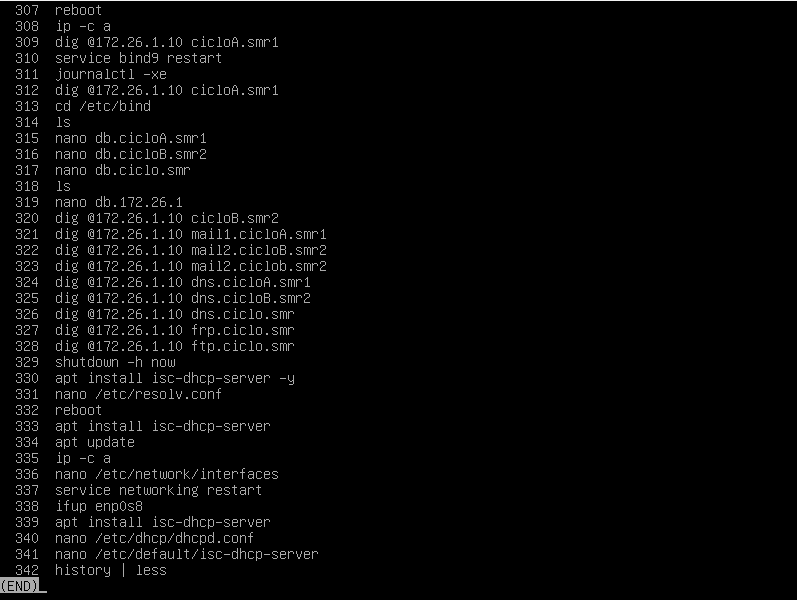 307 reboot
308 ip -c a
309 dig @172.26.1.10 cicloA.smr1
310 service bind9 restart
311 journalctl -xe
312 dig @172.26.1.10 cicloA.smr1
313 cd /etc/bind
314 ls
315 nano db.cicloA.smr1
316 nano db.cicloB.smr2
317 nano db.ciclo.smr
318 ls
319 nano db.172.26.1
320 dig @172.26.1.10 cicloB.smr2
321 dig @172.26.1.10 mail1.cicloA.smr1
322 dig @172.26.1.10 mail2.cicloB.smr2
323 dig @172.26.1.10 mail2.ciclob.smr2
324 dig @172.26.1.10 dns.cicloA.smr1
325 dig @172.26.1.10 dns.cicloB.smr2
326 dig @172.26.1.10 dns.ciclo.smr
327 dig @172.26.1.10 frp.ciclo.smr
328 dig @172.26.1.10 ftp.ciclo.smr
329 shutdown -h now
330 apt install isc-dhcp-server -y
331 nano /etc/resolv.conf
332 reboot
333 apt install isc-dhcp-server
334 apt update
335 ip -c a
336 nano /etc/network/interfaces
337 service networking restart
338 ifup enp0s8
339 apt install isc-dhcp-server
340 nano /etc/dhcp/dhcpd.conf
341 nano /etc/default/isc-dhcp-server
342 history | less
(END)